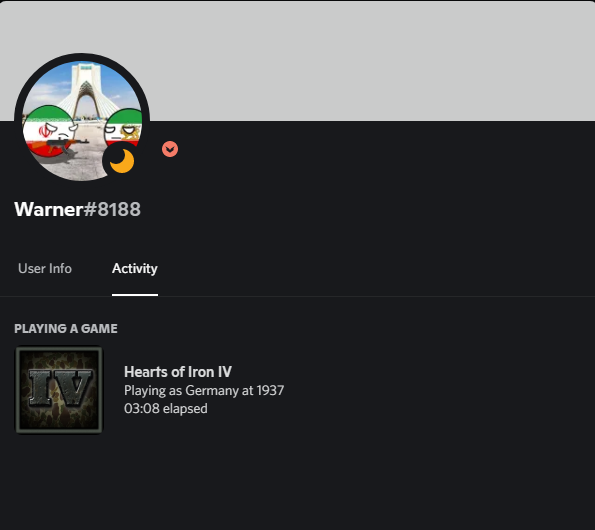 Warner#8188
User Info
Activity
PLAYING A GAME
IV
Hearts of Iron IV
Playing as Germany at 1937
03:08 elapsed